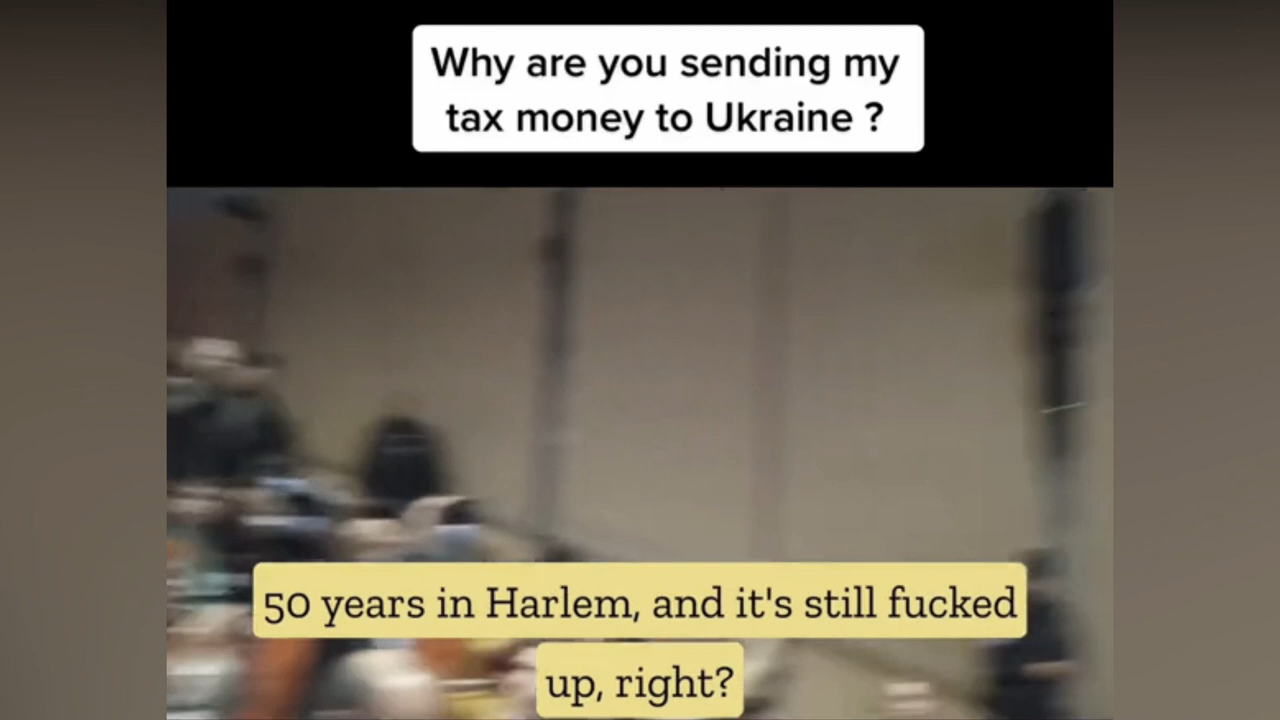 Why are you sending my
tax money to Ukraine ?
50 years in Harlem, and it's still fucked
up, right?